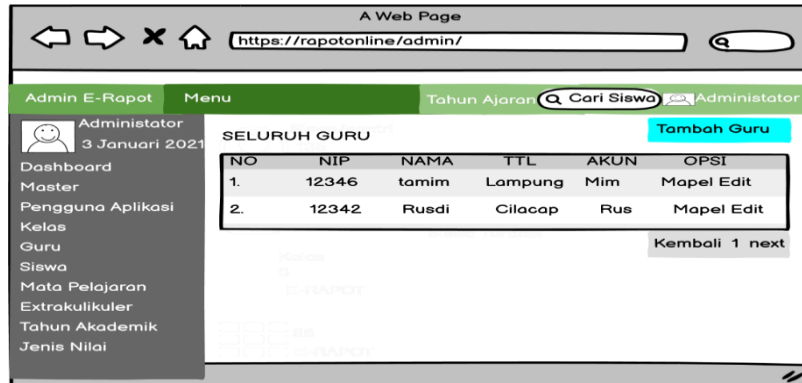 A Web Page
https://rapotonline/admin/
Admin E-Rapot Menu Tahun Ajaran Cari Siswa Administator
Administator
3 Januari 2021
Dashboard
Master
Pengguna Aplikasi
Kelas
Guru
Siswa
Mata Pelajaran
Extrakulikuler
Tahun Akademik
Jenis Nilai
SELURUH GURU
Tambah Guru
NO NIP NAMA TTL AKUN OPSI
1. 12346 tamim Lampung Mim Mapel Edit
2. 12342 Rusdi Cilacap Rus Mapel Edit
Kembali 1 next
Kelas
E-RAPOT